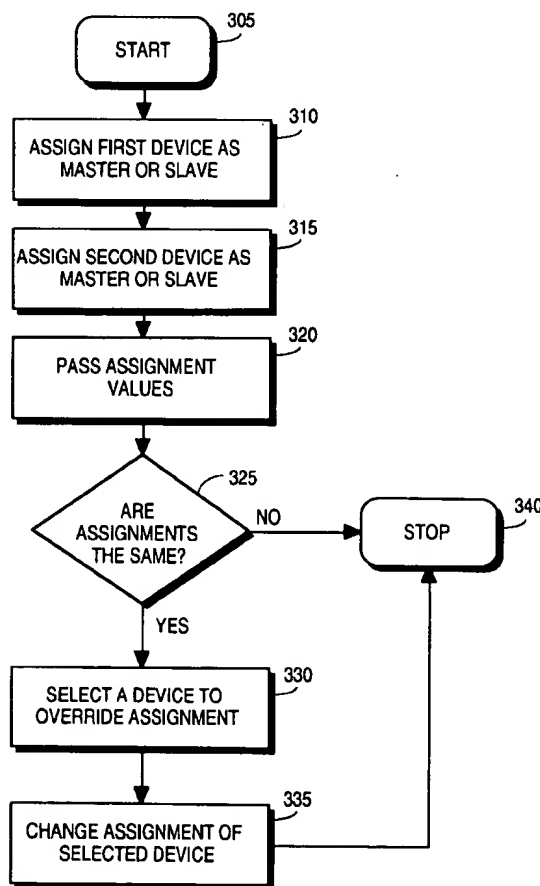 START
305
310
ASSIGN FIRST DEVICE AS
MASTER OR SLAVE
315
ASSIGN SECOND DEVICE AS
MASTER OR SLAVE
320
PASS ASSIGNMENT
VALUES
325
ARE
ASSIGNMENTS
THE SAME?
NO
340
STOP
YES
330
SELECT A DEVICE TO
OVERRIDE ASSIGNMENT
335
CHANGE ASSIGNMENT OF
SELECTED DEVICE